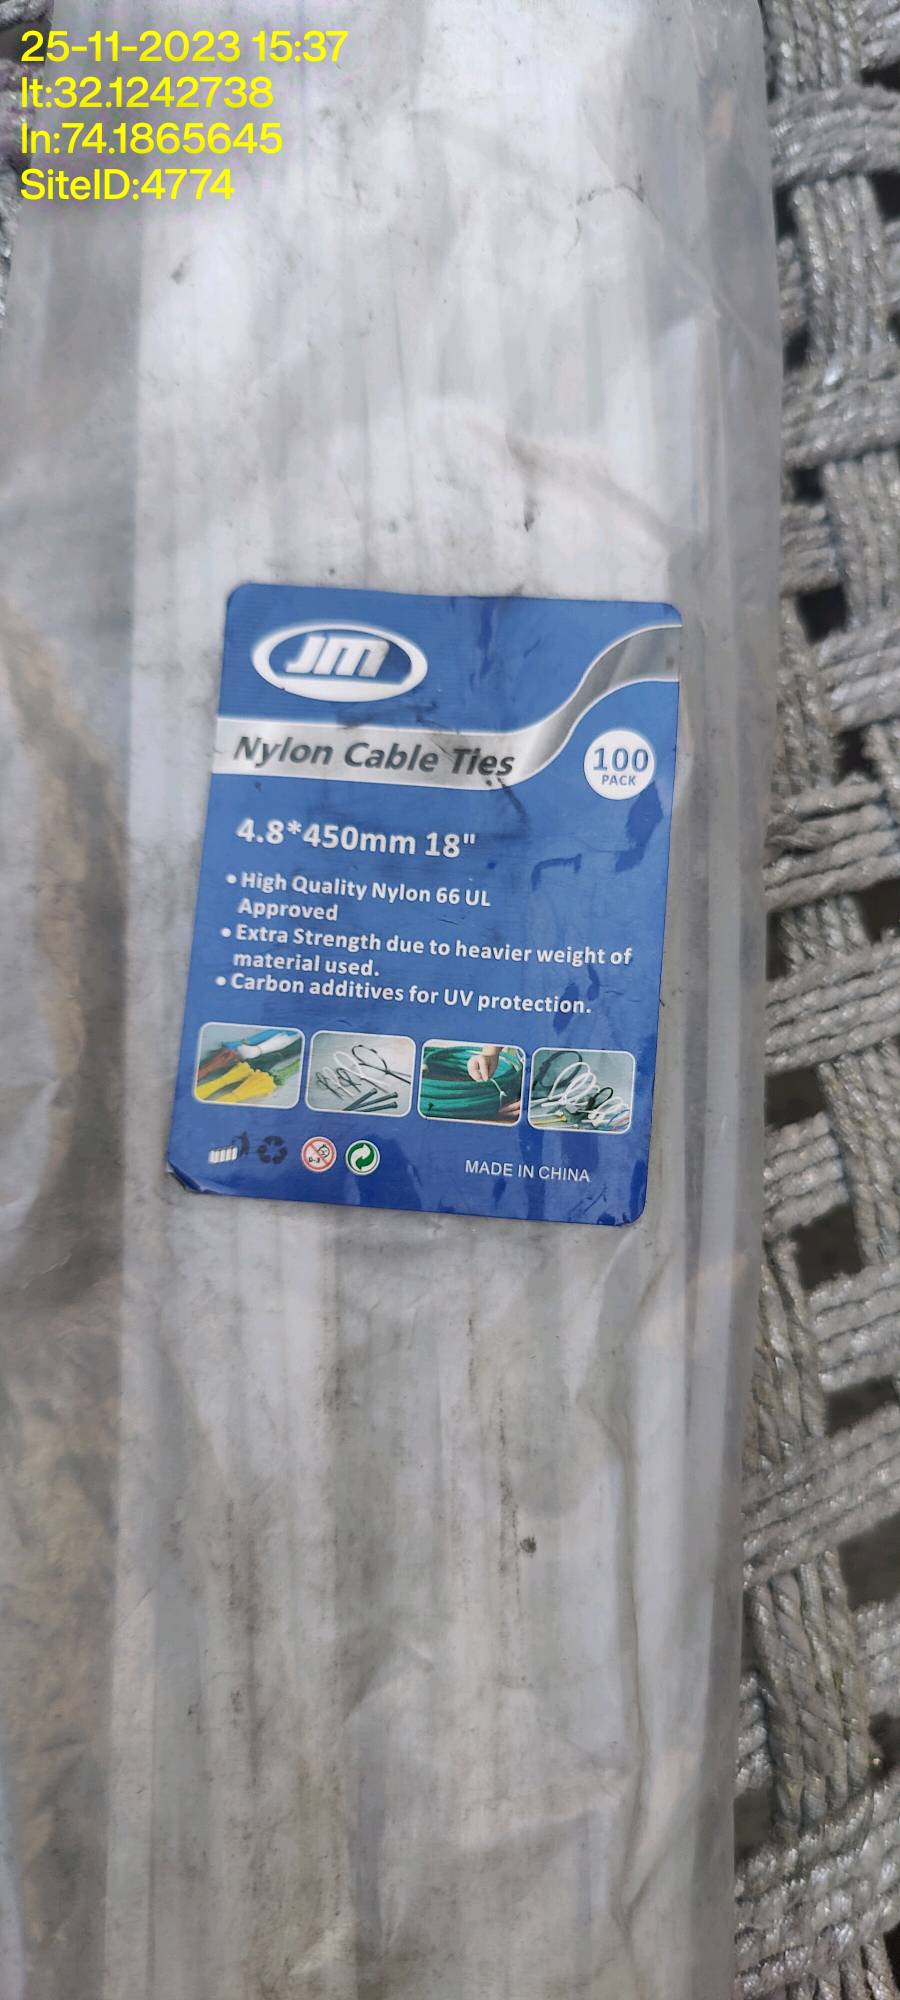 25-11-2023 15:37
lt:32.1242738
ln:74.1865645
SiteID:4774
JM
Nylon Cable Ties
100
PACK
4.8*450mm 18"
• High Quality Nylon 66 UL
Approved
• Extra Strength due to heavier weight of
material used.
• Carbon additives for UV protection.
0-3
MADE IN CHINA